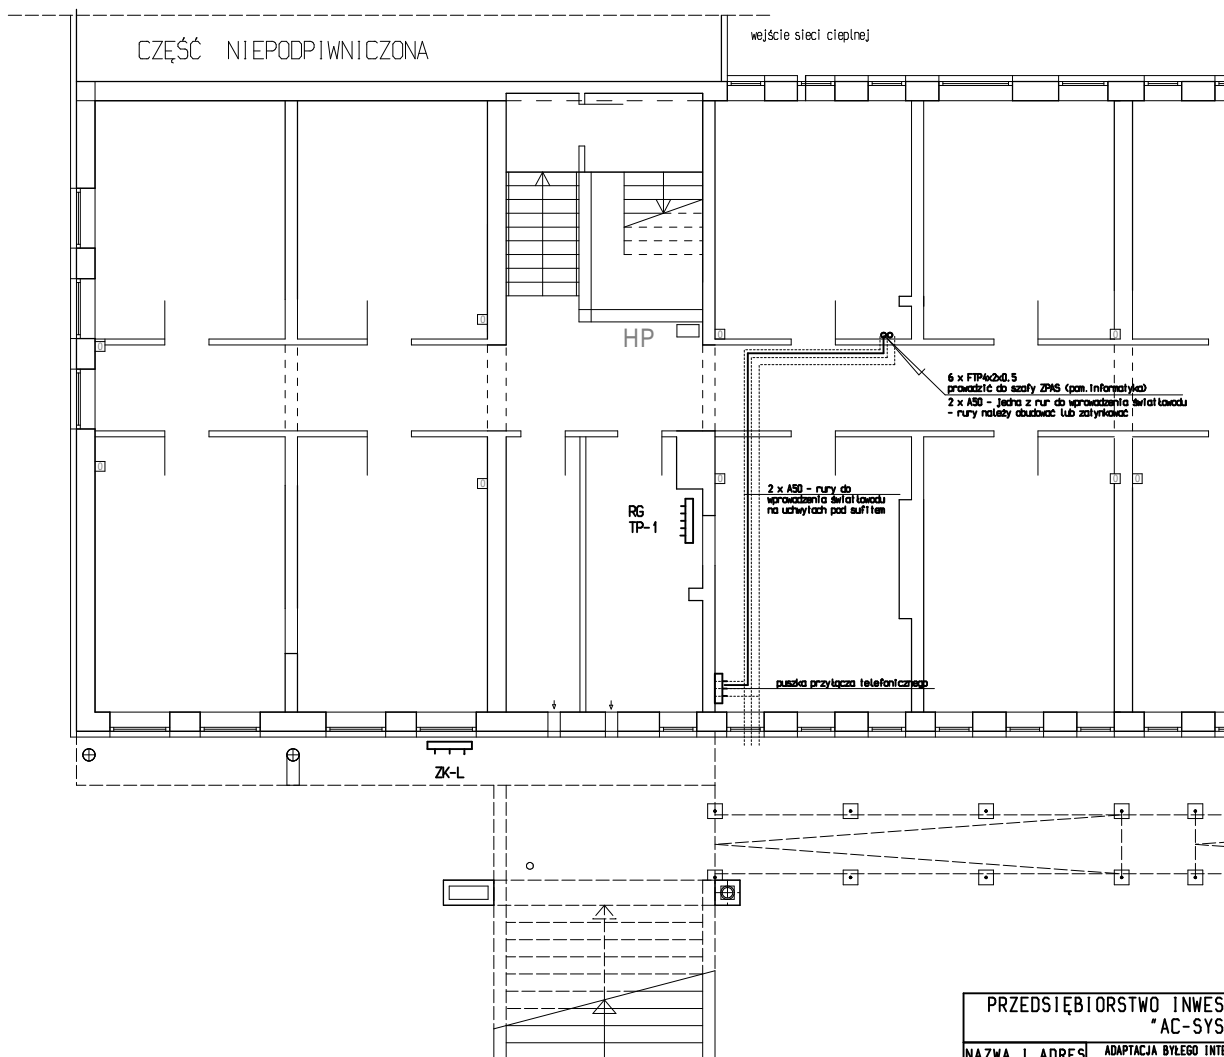 CZĘŚĆ NIEPODPIWNICZONA
wejście sieci cieplnej
HP
6 x FTP4x2x0.5
prowadzić do szafy ZPAS (pom. informatyka)
2 x A50 - jedna z rur do wprowadzenia światłowodu
- rury należy obudować lub zatynkować
2 x A50 - rury do
wprowadzenia światłowodu
na uchwytach pod sufitem
RG
TP-1
puszka przyłącza telefonicznego
ZK-L
PRZEDSIĘBIORSTWO INWES
"AC-SYS
NAZWA I ADRES
ADAPTACJA BYŁEGO INTE